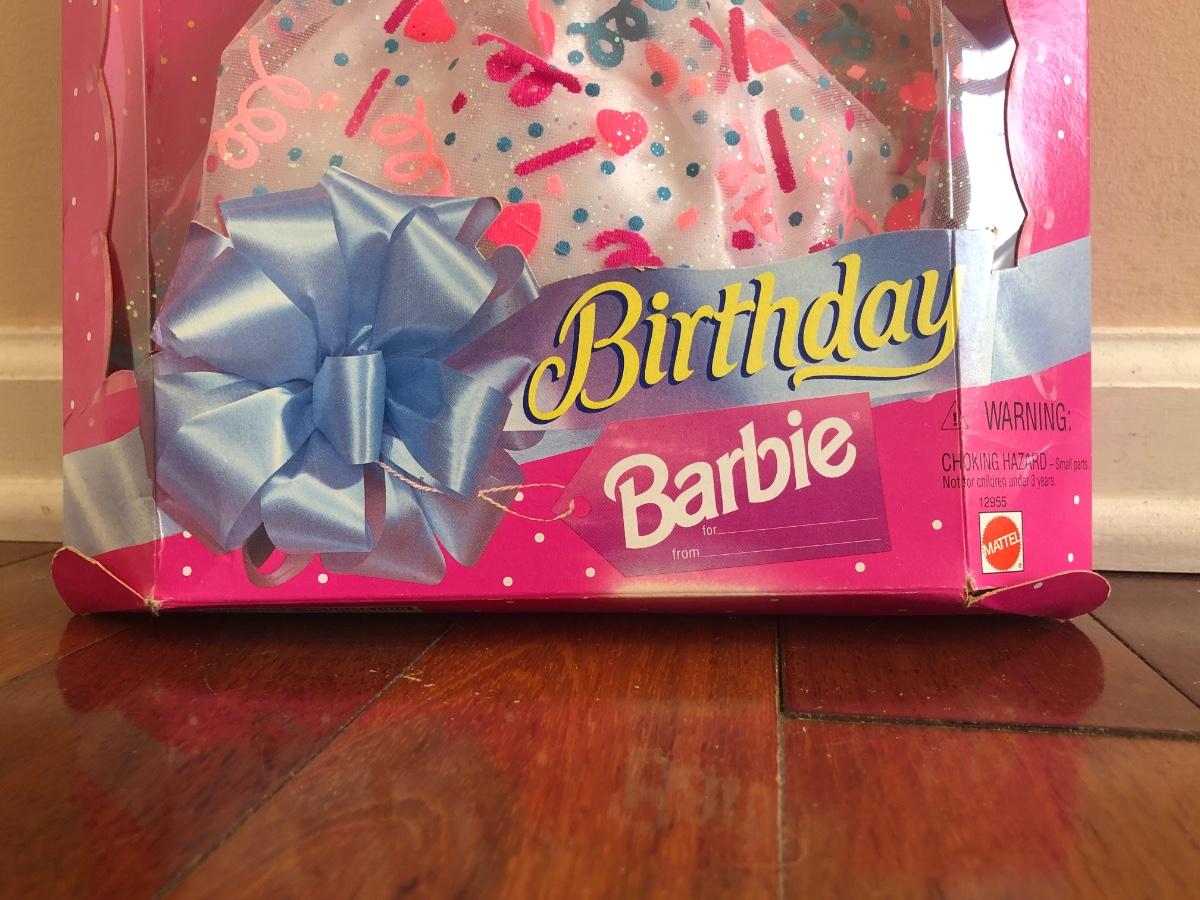 Birthday
Barbie®
for
from
WARNING:
CHOKING HAZARD – Small parts.
Not for children under 3 years.
12955
MATTEL